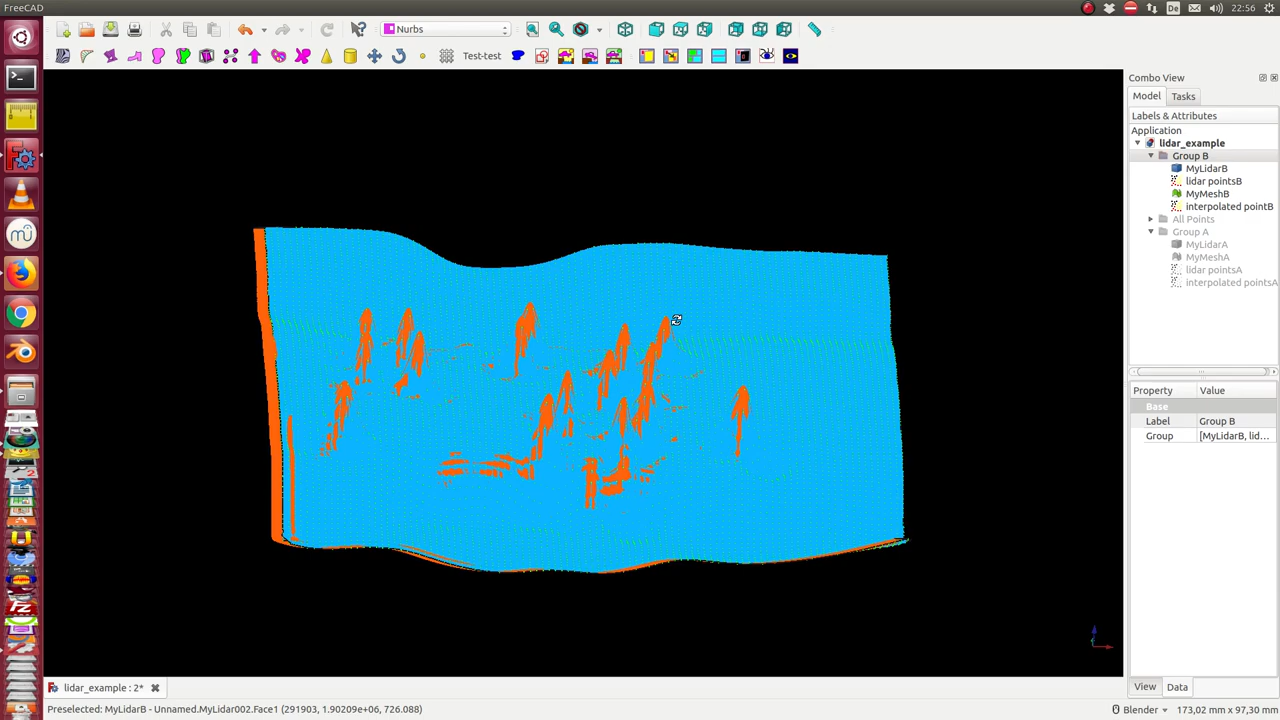 FreeCAD
De
22:56
Nurbs
Test-test
Combo View
Model
Tasks
Labels & Attributes
Application
lidar_example
Group B
MyLidarB
lidar pointsB
MyMeshB
interpolated pointB
All Points
Group A
MyLidarA
MyMeshA
lidar pointsA
interpolated pointsA
Property
Value
Base
Label
Group B
Group
[MyLidarB, lid...
View
Data
lidar_example : 2*
Preselected: MyLidarB - Unnamed.MyLidar002.Face1 (291903, 1.90209e+06, 726.088)
Blender
173,02 mm x 97,30 mm